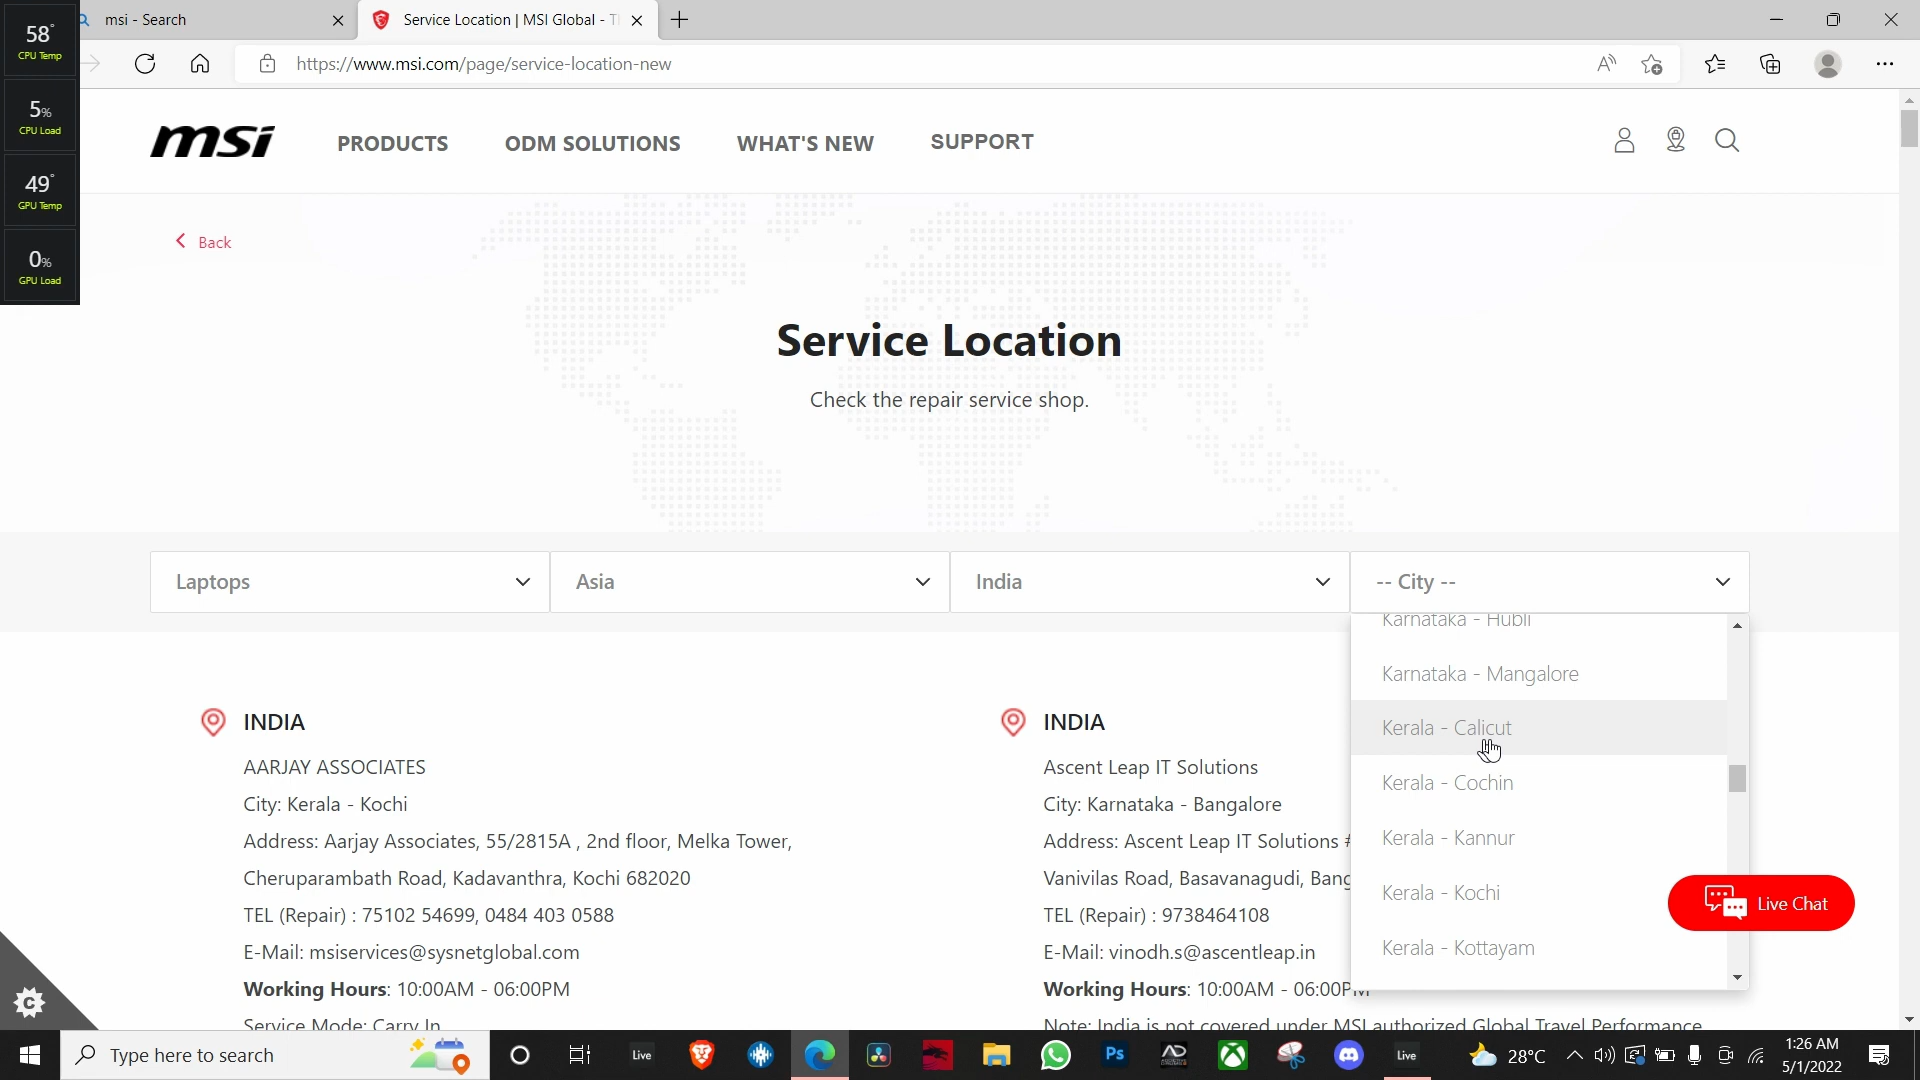 58°
CPU Temp
5%
CPU Load
49°
GPU Temp
0%
GPU Load
msi - Search
Service Location | MSI Global - T
https://www.msi.com/page/service-location-new
msi
PRODUCTS
ODM SOLUTIONS
WHAT'S NEW
SUPPORT
Back
Service Location
Check the repair service shop.
Laptops
Asia
India
-- City --
Karnataka - Hubli
Karnataka - Mangalore
Kerala - Calicut
Kerala - Cochin
Kerala - Kannur
Kerala - Kochi
Kerala - Kottayam
INDIA
AARJAY ASSOCIATES
City: Kerala - Kochi
Address: Aarjay Associates, 55/2815A , 2nd floor, Melka Tower,
Cheruparambath Road, Kadavanthra, Kochi 682020
TEL (Repair) : 75102 54699, 0484 403 0588
E-Mail: msiservices@sysnetglobal.com
Working Hours: 10:00AM - 06:00PM
Service Mode: Carry In
INDIA
Ascent Leap IT Solutions
City: Karnataka - Bangalore
Address: Ascent Leap IT Solutions #
Vanivilas Road, Basavanagudi, Bang
TEL (Repair) : 9738464108
E-Mail: vinodh.s@ascentleap.in
Working Hours: 10:00AM - 06:00PM
Note: India is not covered under MSI authorized Global Travel Performance
Live Chat
Type here to search
Live
Ps
Live
28°C
1:26 AM
5/1/2022